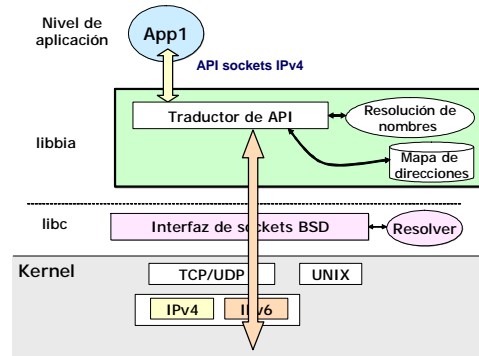 Nivel de
aplicación
App1
API sockets IPv4
libbia
Traductor de API
Resolución de
nombres
Mapa de
direcciones
libc
Interfaz de sockets BSD
Resolver
Kernel
TCP/UDP
UNIX
IPv4
IPv6